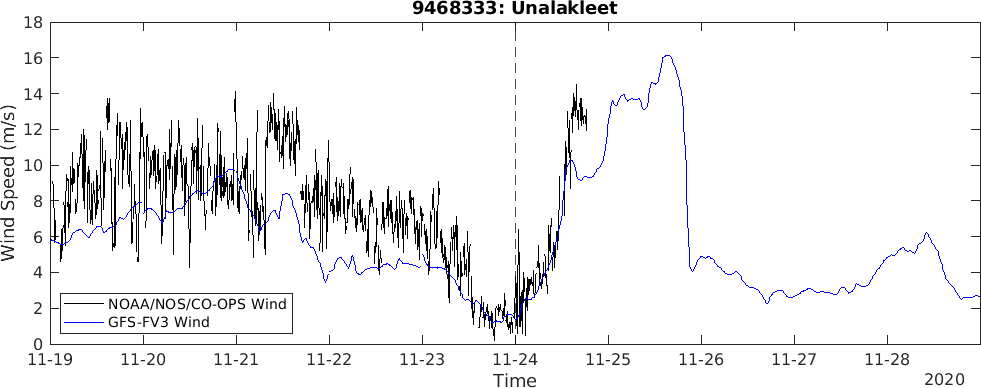 9468333: Unalakleet
18
16
14
12
10
8
6
4
2
0
Wind Speed (m/s)
NOAA/NOS/CO-OPS Wind
GFS-FV3 Wind
11-19 11-20 11-21 11-22 11-23 11-24 11-25 11-26 11-27 11-28
Time
2020